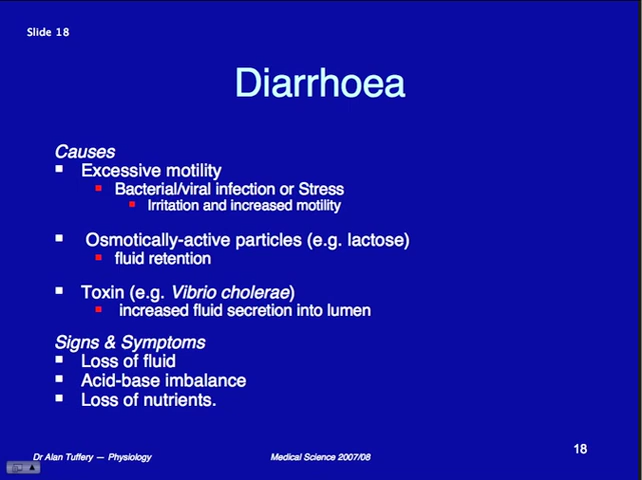 Slide 18
Diarrhoea
Causes
Excessive motility
Bacterial/viral infection or Stress
Irritation and increased motility
Osmotically-active particles (e.g. lactose)
fluid retention
Toxin (e.g. Vibrio cholerae)
increased fluid secretion into lumen
Signs & Symptoms
Loss of fluid
Acid-base imbalance
Loss of nutrients.
18
Dr Alan Tuffery — Physiology
Medical Science 2007/08